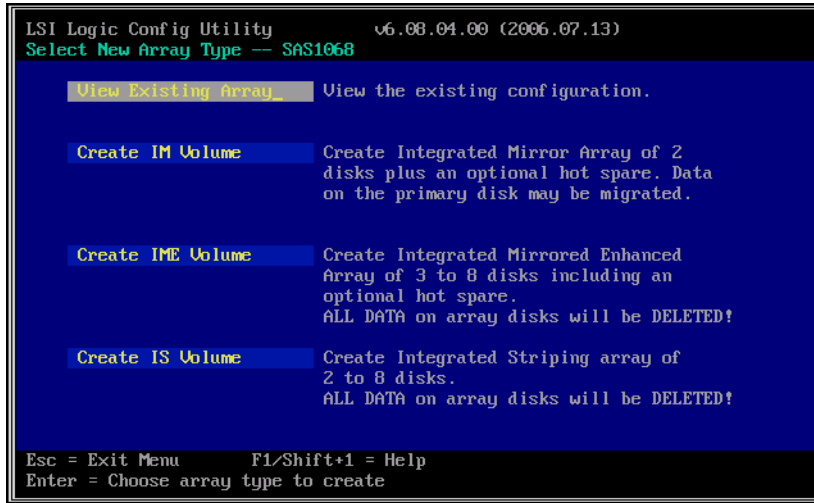 LSI Logic Config Utility v6.08.04.00 (2006.07.13)
Select New Array Type -- SAS1068
View Existing Array_ View the existing configuration.
Create IM Volume Create Integrated Mirror Array of 2
disks plus an optional hot spare. Data
on the primary disk may be migrated.
Create IME Volume Create Integrated Mirrored Enhanced
Array of 3 to 8 disks including an
optional hot spare.
ALL DATA on array disks will be DELETED!
Create IS Volume Create Integrated Striping array of
2 to 8 disks.
ALL DATA on array disks will be DELETED!
Esc = Exit Menu F1/Shift+1 = Help
Enter = Choose array type to create